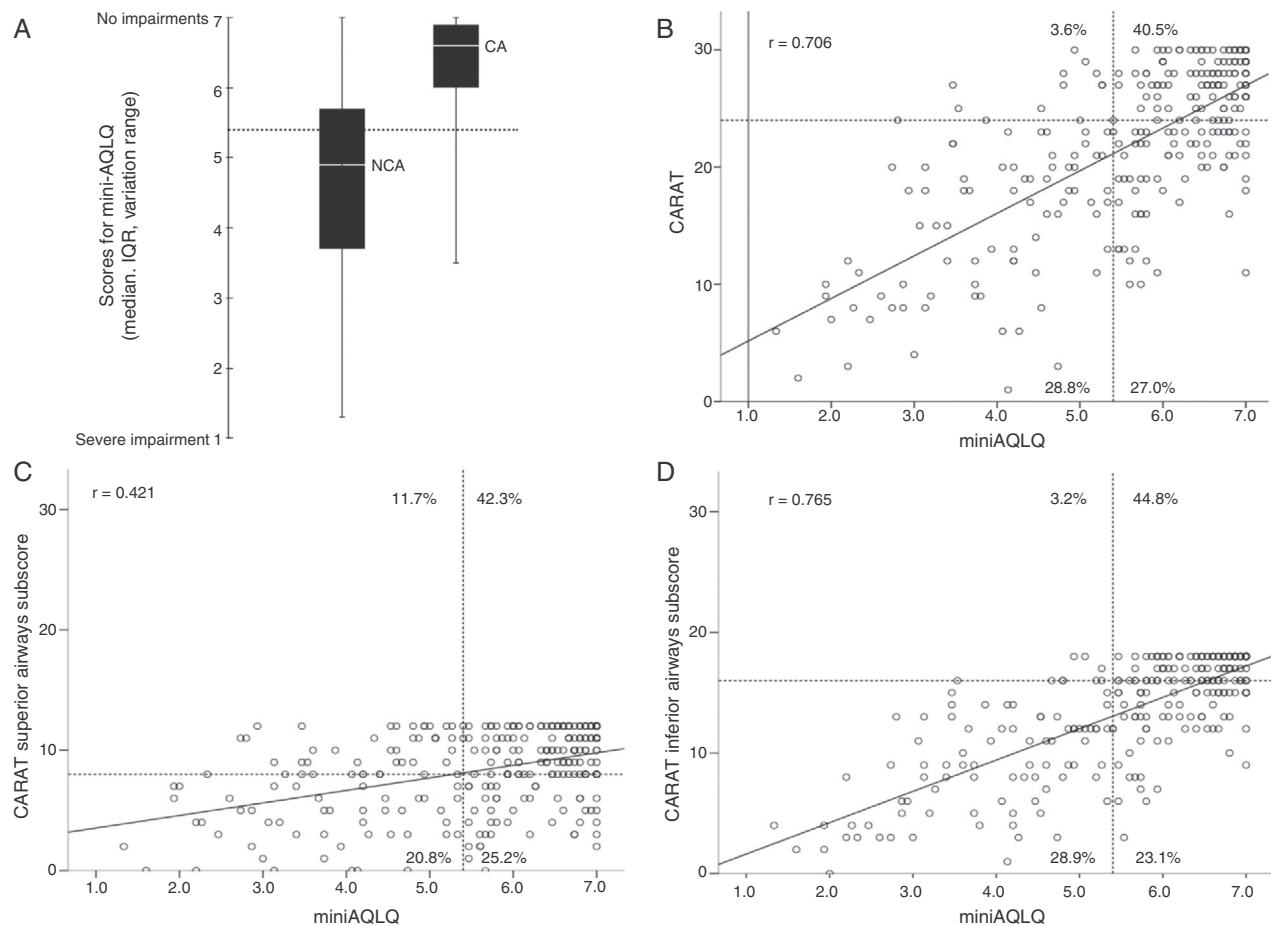 A
No impairments 7
6
5
4
3
2
Severe impairment 1
Scores for mini-AQLQ
(median. IQR, variation range)
CA
NCA
B
r = 0.706
3.6% 40.5%
30
20
10
0
CARAT
28.8% 27.0%
1.0 2.0 3.0 4.0 5.0 6.0 7.0
miniAQLQ
C
r = 0.421
11.7% 42.3%
30
20
10
0
CARAT superior airways subscore
20.8% 25.2%
1.0 2.0 3.0 4.0 5.0 6.0 7.0
miniAQLQ
D
r = 0.765
3.2% 44.8%
30
20
10
0
CARAT inferior airways subscore
28.9% 23.1%
1.0 2.0 3.0 4.0 5.0 6.0 7.0
miniAQLQ